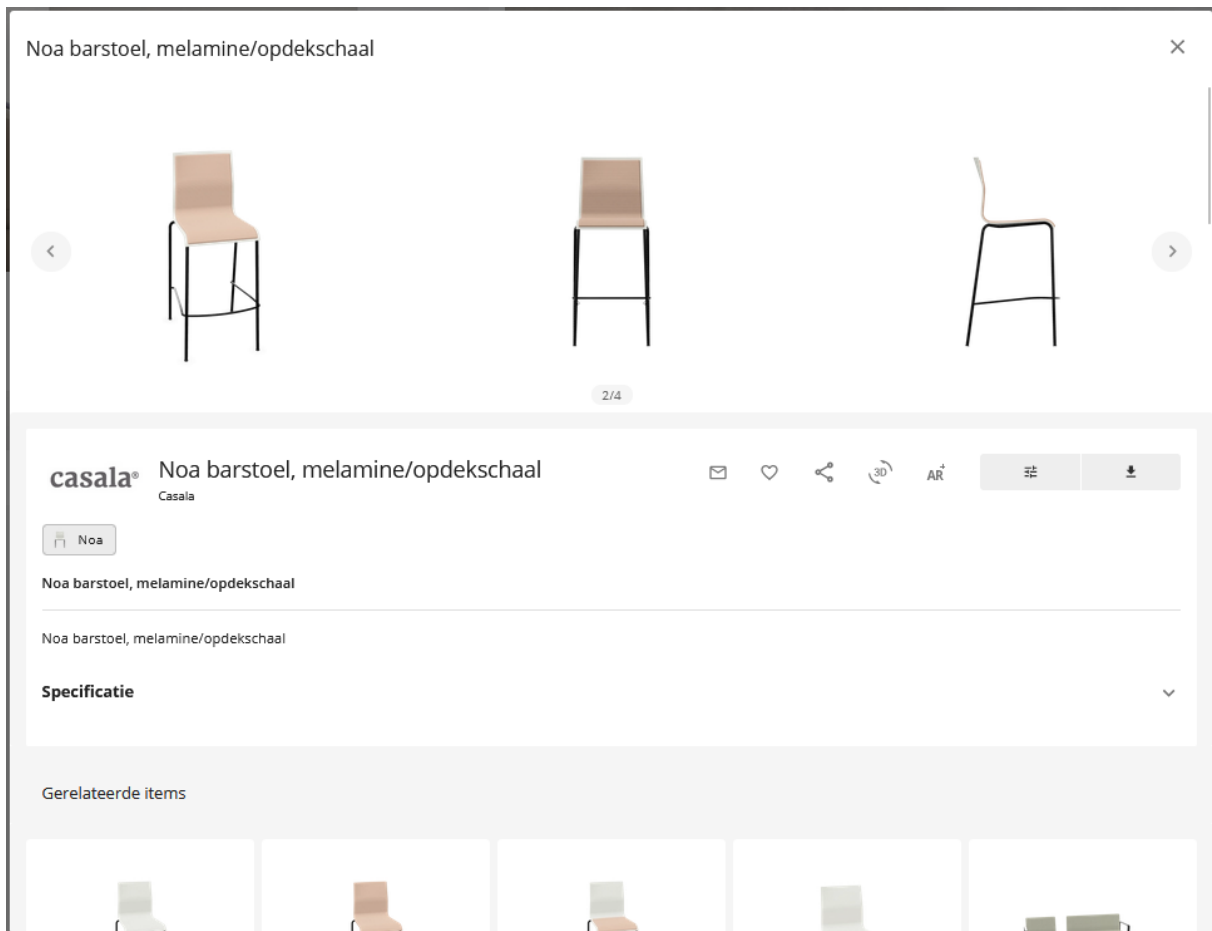 Noa barstoel, melamine/opdekschaal
2/4
casala®
Noa barstoel, melamine/opdekschaal
Casala
3D
AR
Noa
Noa barstoel, melamine/opdekschaal
Noa barstoel, melamine/opdekschaal
Specificatie
Gerelateerde items